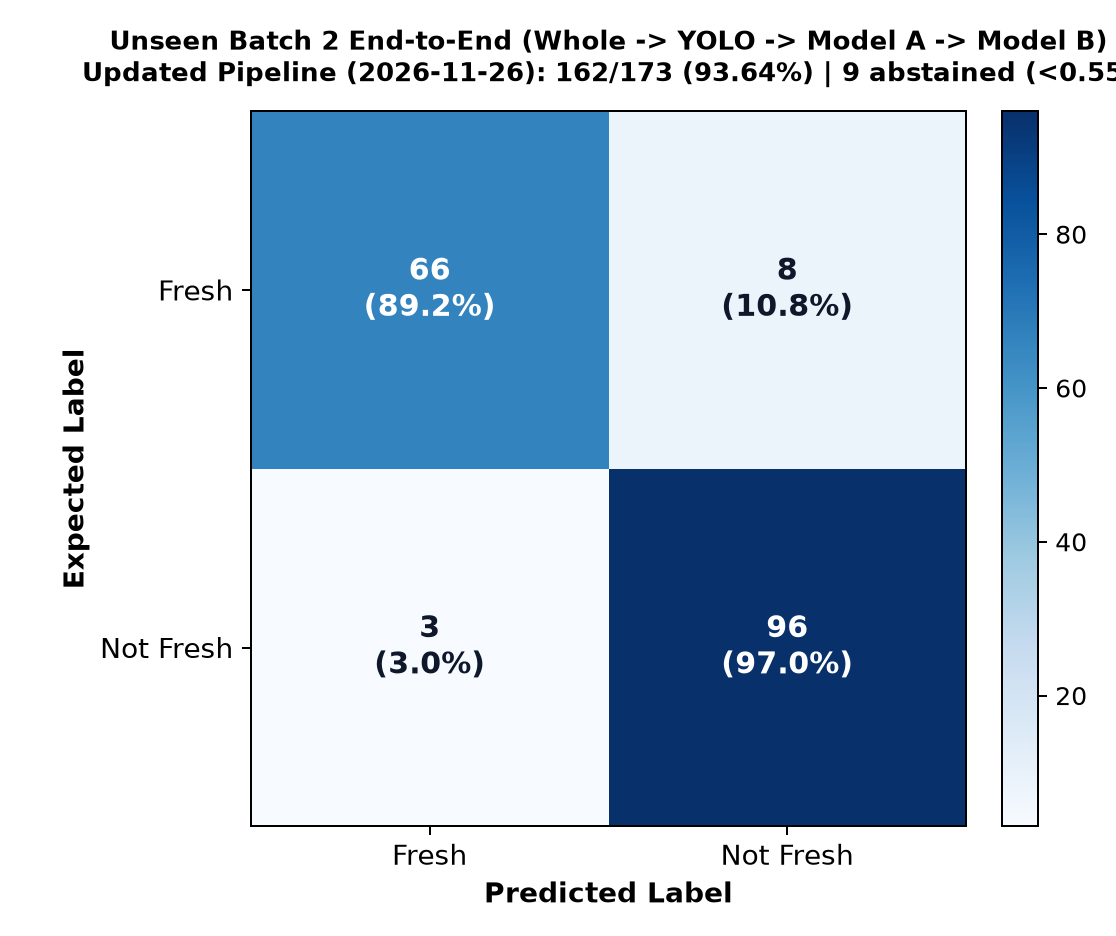 Unseen Batch 2 End-to-End (Whole -> YOLO -> Model A -> Model B)
Updated Pipeline (2026-11-26): 162/173 (93.64%) | 9 abstained (<0.55
66
(89.2%)
8
(10.8%)
3
(3.0%)
96
(97.0%)
Fresh
Not Fresh
Expected Label
Fresh
Not Fresh
Predicted Label
80
60
40
20